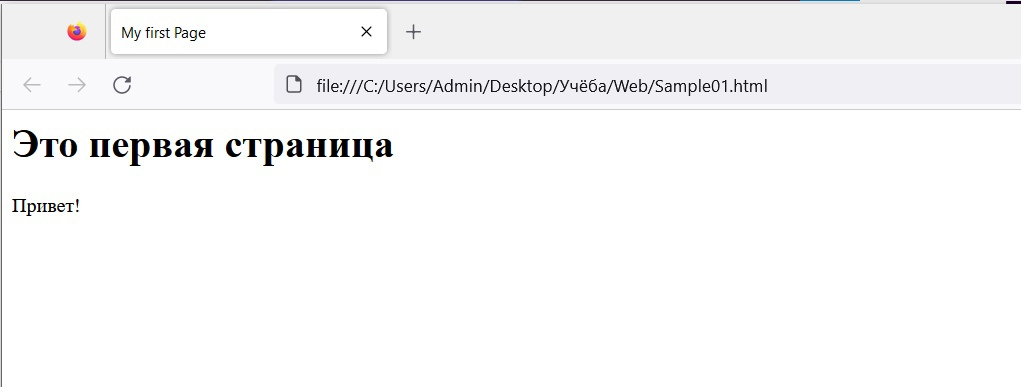 My first Page
file:///C:/Users/Admin/Desktop/Учёба/Web/Sample01.html
Это первая страница
Привет!